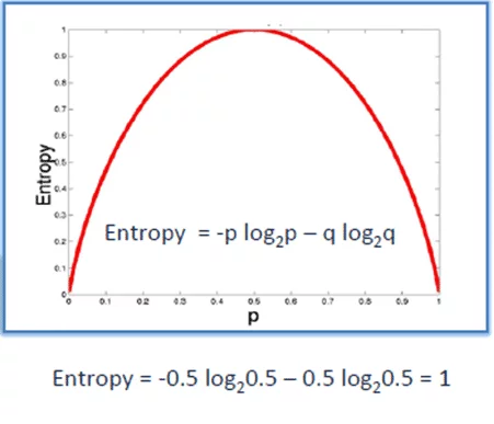 1
0.9
0.8
0.7
0.6
0.5
0.4
0.3
0.2
0.1
0
Entropy
Entropy = -p log₂p – q log₂q
0 0.1 0.2 0.3 0.4 0.5 0.6 0.7 0.8 0.9 1
p
Entropy = -0.5 log₂0.5 – 0.5 log₂0.5 = 1